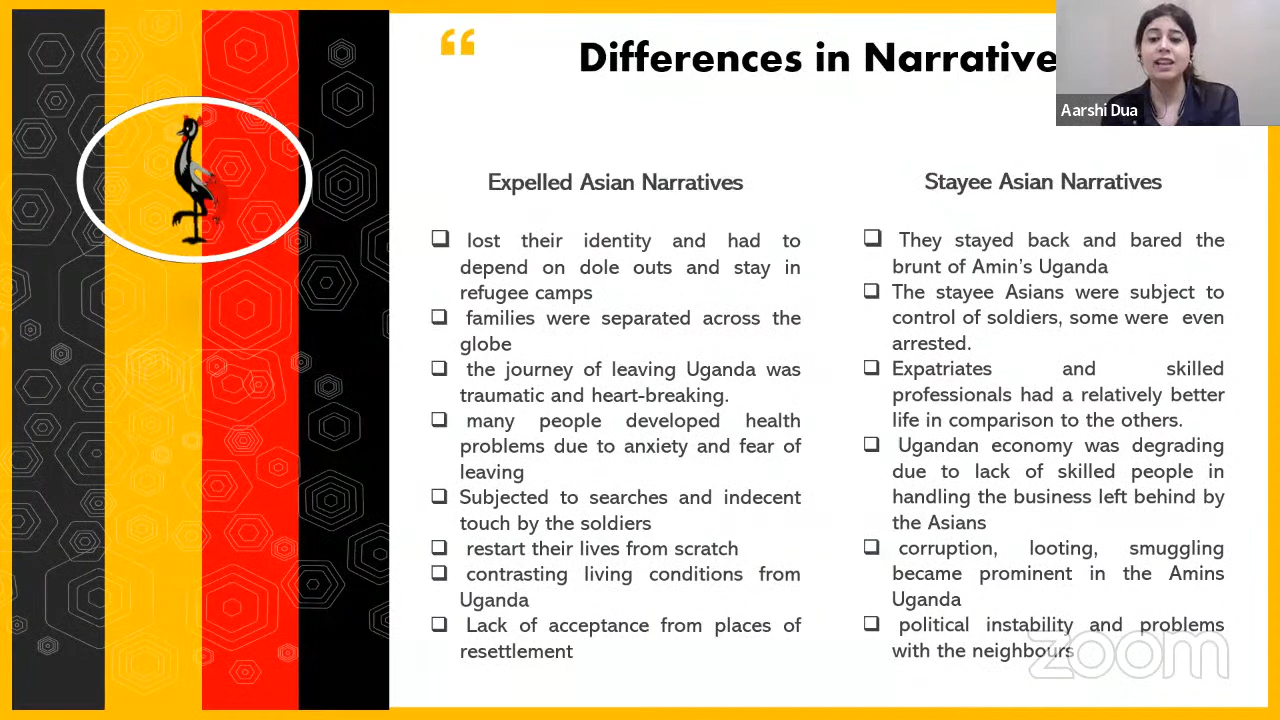 “
Differences in Narrative
Aarshi Dua
Expelled Asian Narratives
lost their identity and had to
depend on dole outs and stay in
refugee camps
families were separated across the
globe
the journey of leaving Uganda was
traumatic and heart-breaking.
many people developed health
problems due to anxiety and fear of
leaving
Subjected to searches and indecent
touch by the soldiers
restart their lives from scratch
contrasting living conditions from
Uganda
Lack of acceptance from places of
resettlement
Stayee Asian Narratives
They stayed back and bared the
brunt of Amin’s Uganda
The stayee Asians were subject to
control of soldiers, some were even
arrested.
Expatriates and skilled
professionals had a relatively better
life in comparison to the others.
Ugandan economy was degrading
due to lack of skilled people in
handling the business left behind by
the Asians
corruption, looting, smuggling
became prominent in the Amins
Uganda
political instability and problems
with the neighbours
zoom